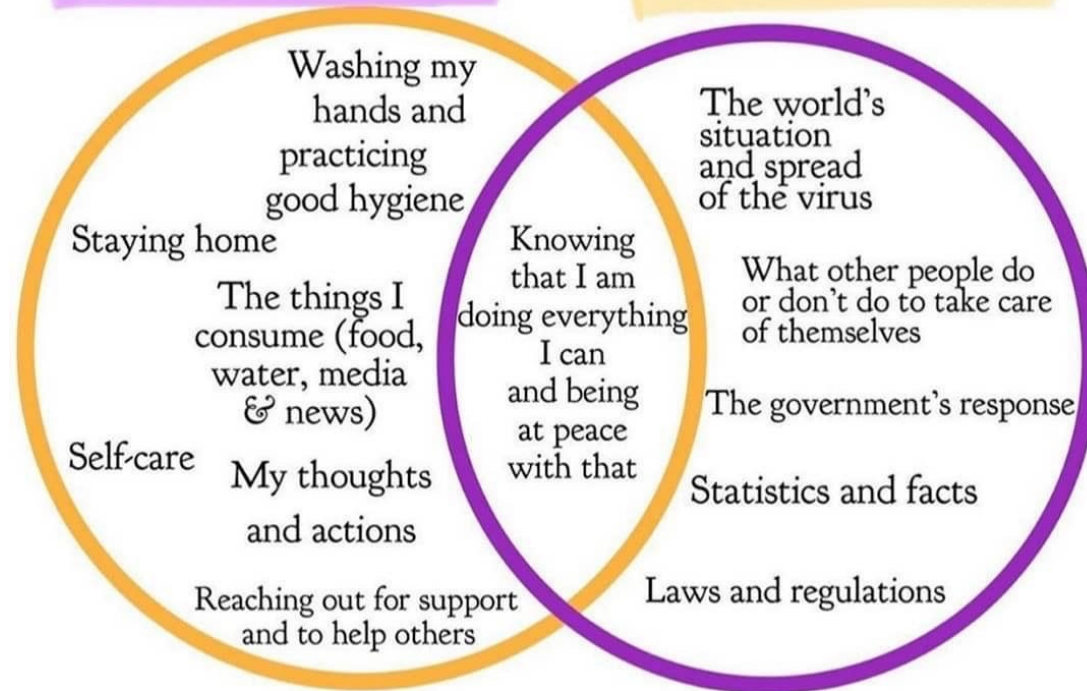 Washing my
hands and
practicing
good hygiene
Staying home
The things I
consume (food,
water, media
& news)
Self-care
My thoughts
and actions
Reaching out for support
and to help others
Knowing
that I am
doing everything
I can
and being
at peace
with that
The world's
situation
and spread
of the virus
What other people do
or don't do to take care
of themselves
The government's response
Statistics and facts
Laws and regulations